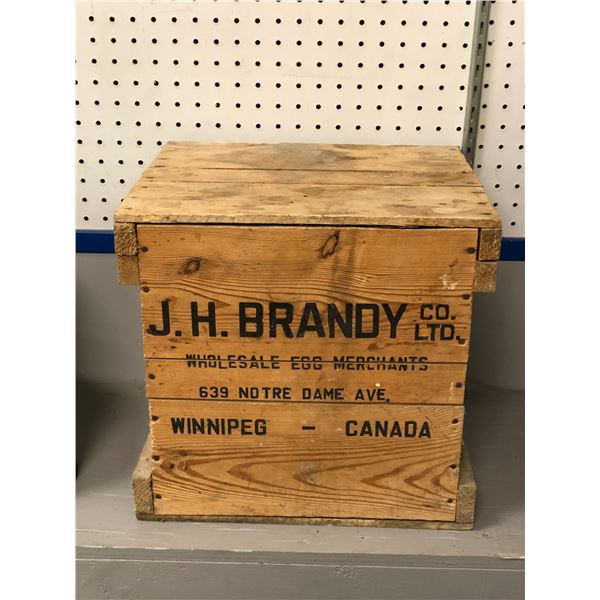 J. H. BRANDY CO. LTD.
WHOLESALE EGG MERCHANTS
639 NOTRE DAME AVE,
WINNIPEG - CANADA